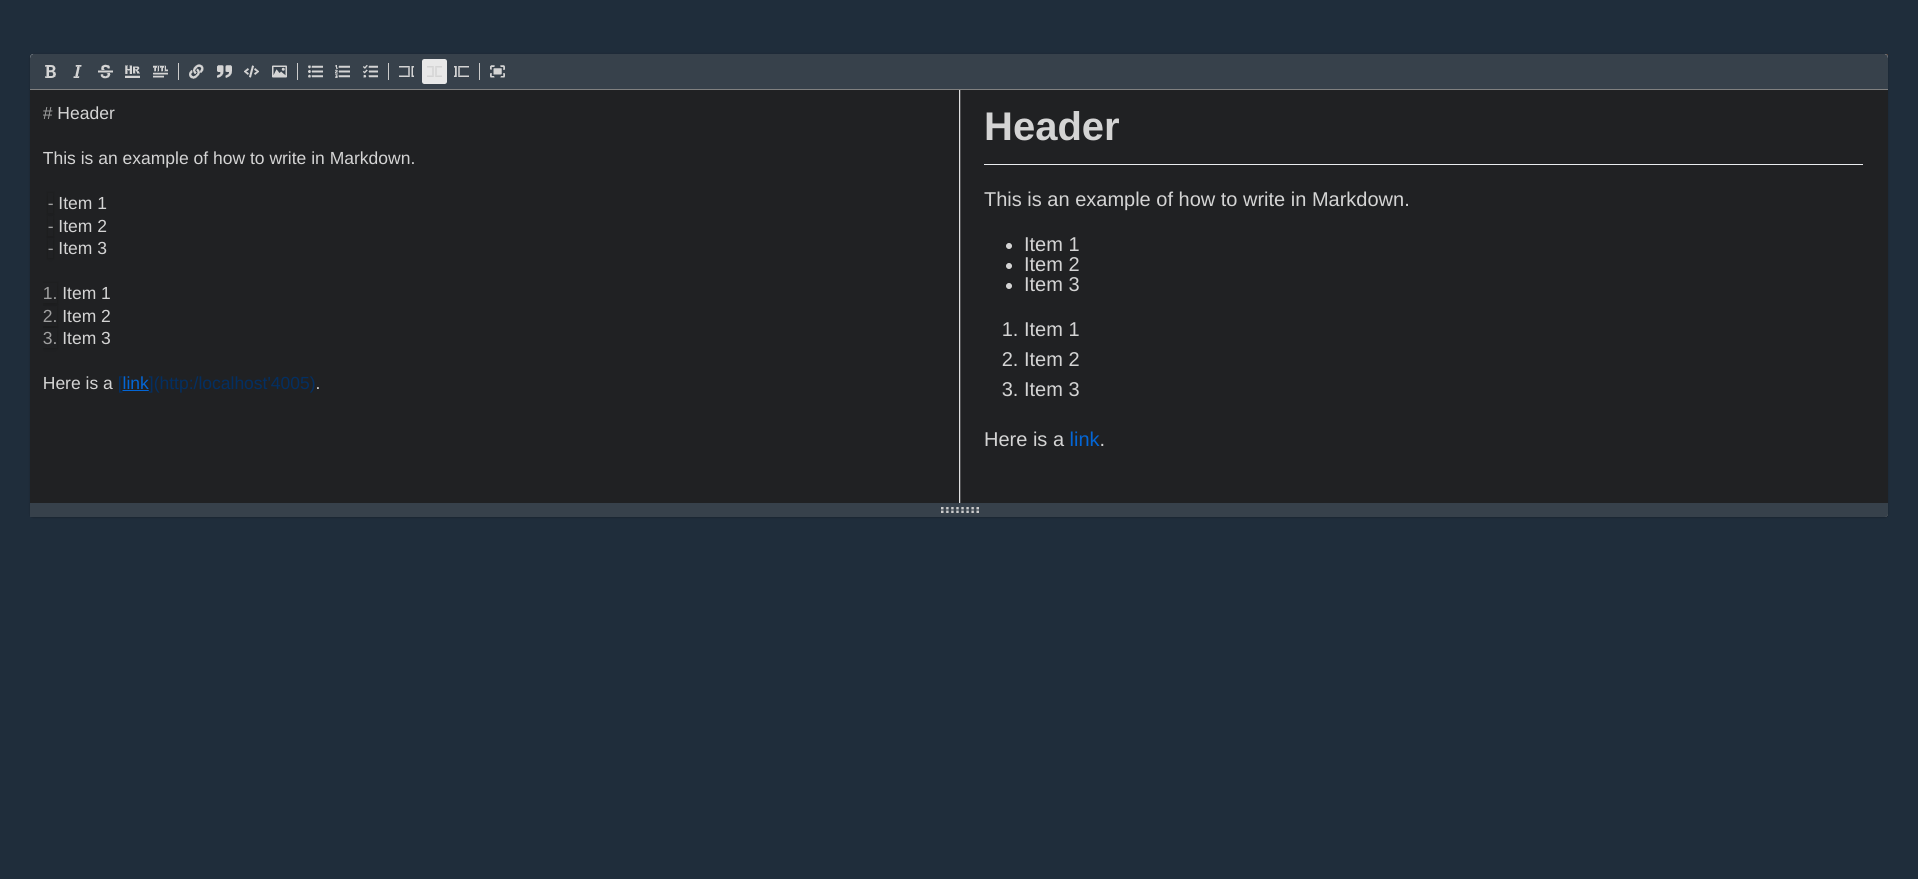 HR TITL
# Header
This is an example of how to write in Markdown.
- Item 1
- Item 2
- Item 3
1. Item 1
2. Item 2
3. Item 3
Here is a [link](http:/localhost:4005).
Header
This is an example of how to write in Markdown.
• Item 1
• Item 2
• Item 3
1. Item 1
2. Item 2
3. Item 3
Here is a link.